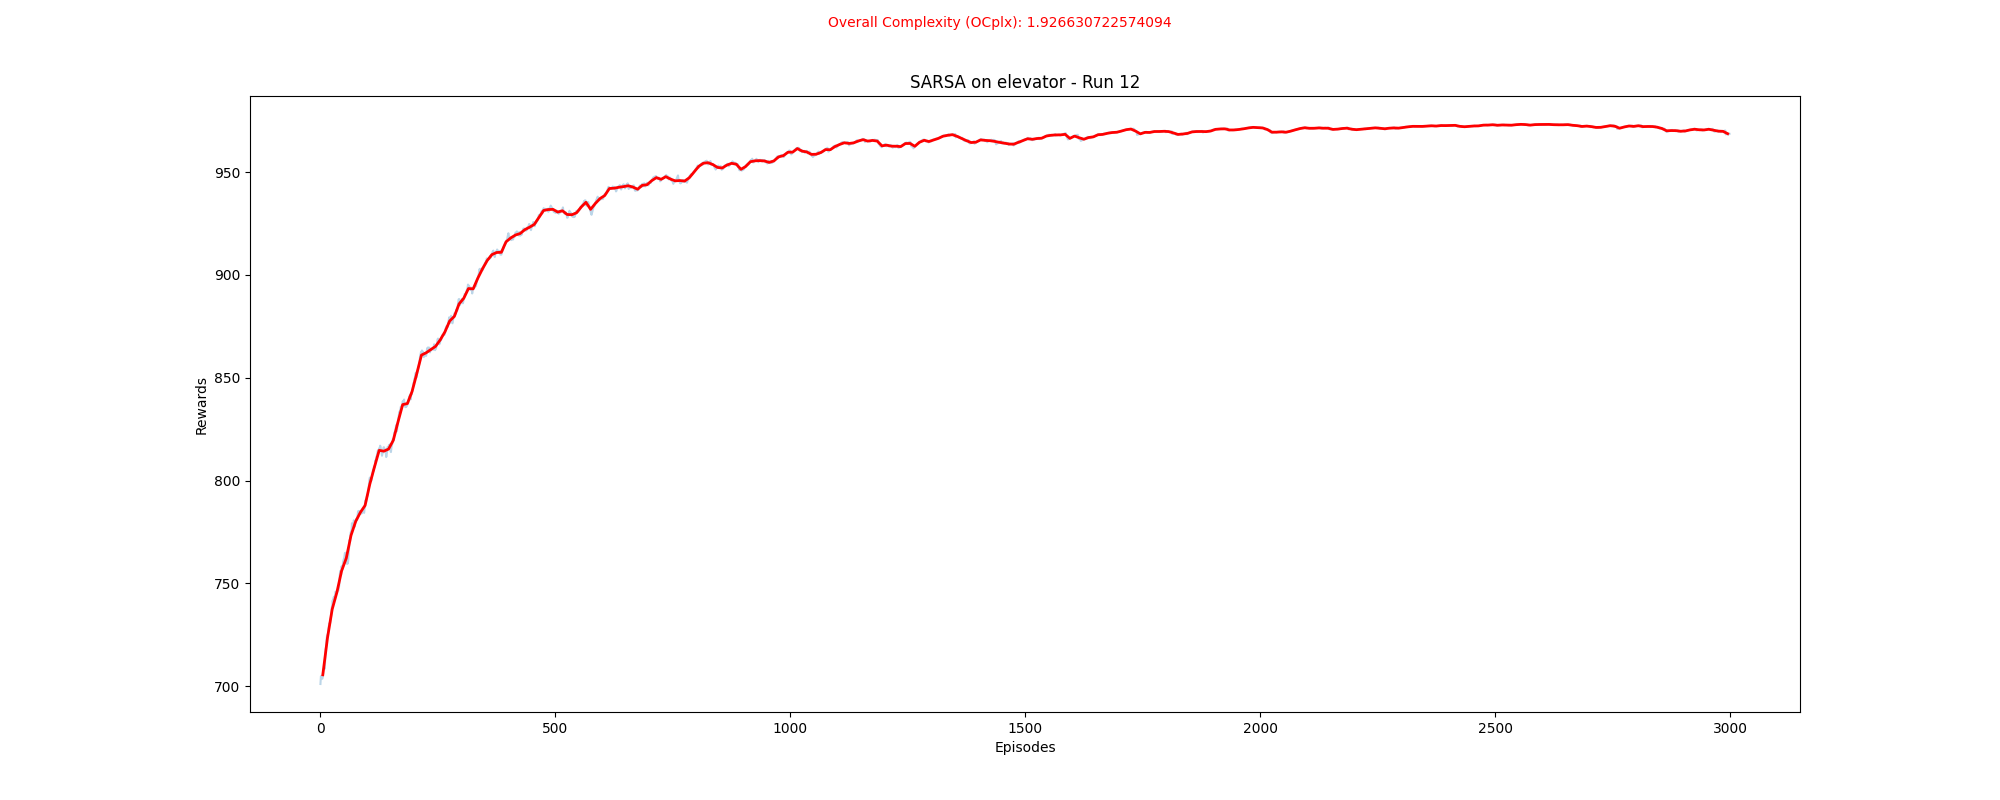 Overall Complexity (OCplx): 1.926630722574094
SARSA on elevator - Run 12
Rewards
950
900
850
800
750
700
0 500 1000 1500 2000 2500 3000
Episodes